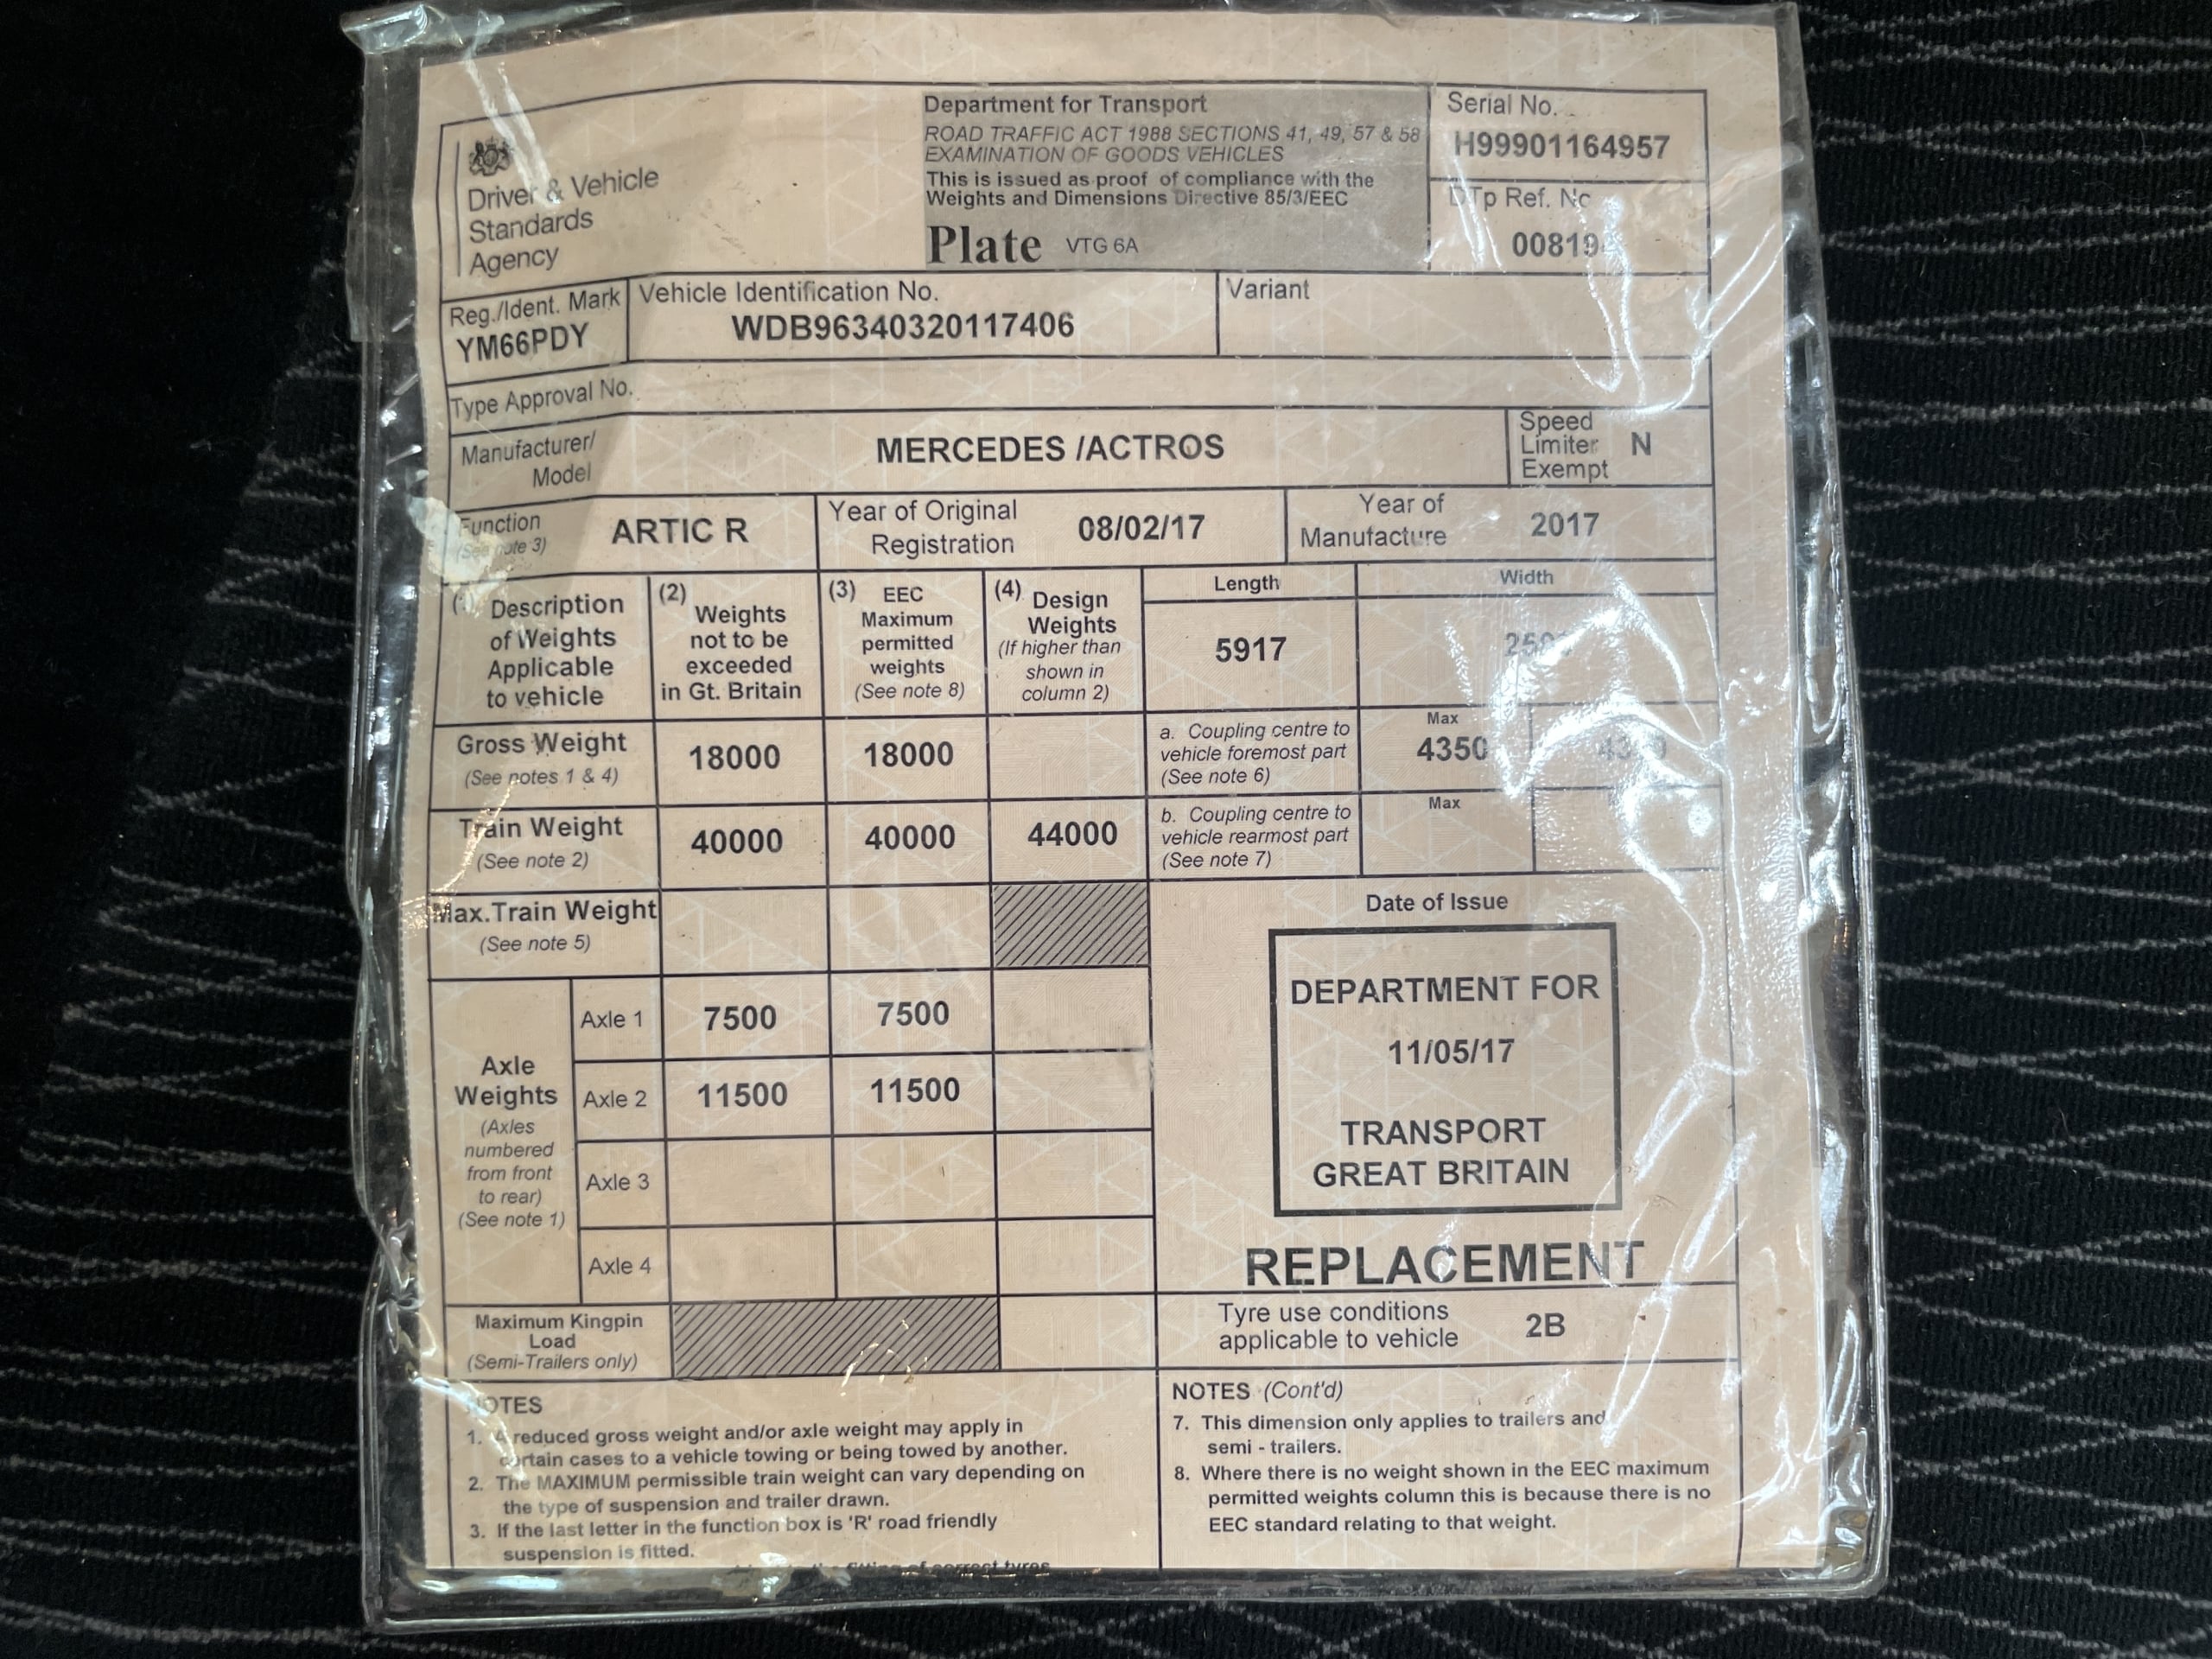 Driver & Vehicle
Standards
Agency
Department for Transport
ROAD TRAFFIC ACT 1988 SECTIONS 41, 49, 57 & 58
EXAMINATION OF GOODS VEHICLES
This is issued as proof of compliance with the
Weights and Dimensions Directive 85/3/EEC
Plate VTG 6A
Serial No.
H99901164957
DTp Ref. No
Reg./Ident. Mark
YM66PDY
Vehicle Identification No.
WDB96340320117406
Variant
Type Approval No.
Manufacturer/
Model
MERCEDES /ACTROS
Speed
Limiter
Exempt
N
Function
(See note 3)
ARTIC R
Year of Original
Registration
08/02/17
Year of
Manufacture
2017
(1) Description
of Weights
Applicable
to vehicle
(2)
Weights
not to be
exceeded
in Gt. Britain
(3) EEC
Maximum
permitted
weights
(See note 8)
(4) Design
Weights
(If higher than
shown in
column 2)
Length
5917
Width
Gross Weight
(See notes 1 & 4)
18000
18000
a. Coupling centre to
vehicle foremost part
(See note 6)
Max
4350
Train Weight
(See note 2)
40000
40000
44000
b. Coupling centre to
vehicle rearmost part
(See note 7)
Max
Max.Train Weight
(See note 5)
Axle
Weights
(Axles
numbered
from front
to rear)
(See note 1)
Axle 1
7500
7500
Axle 2
11500
11500
Axle 3
Axle 4
Maximum Kingpin
Load
(Semi-Trailers only)
Date of Issue
DEPARTMENT FOR
11/05/17
TRANSPORT
GREAT BRITAIN
REPLACEMENT
Tyre use conditions
applicable to vehicle
2B
NOTES
1. A reduced gross weight and/or axle weight may apply in
certain cases to a vehicle towing or being towed by another.
2. The MAXIMUM permissible train weight can vary depending on
the type of suspension and trailer drawn.
3. If the last letter in the function box is 'R' road friendly
suspension is fitted.
fitting of correct tyres
NOTES (Cont'd)
7. This dimension only applies to trailers and
semi - trailers.
8. Where there is no weight shown in the EEC maximum
permitted weights column this is because there is no
EEC standard relating to that weight.